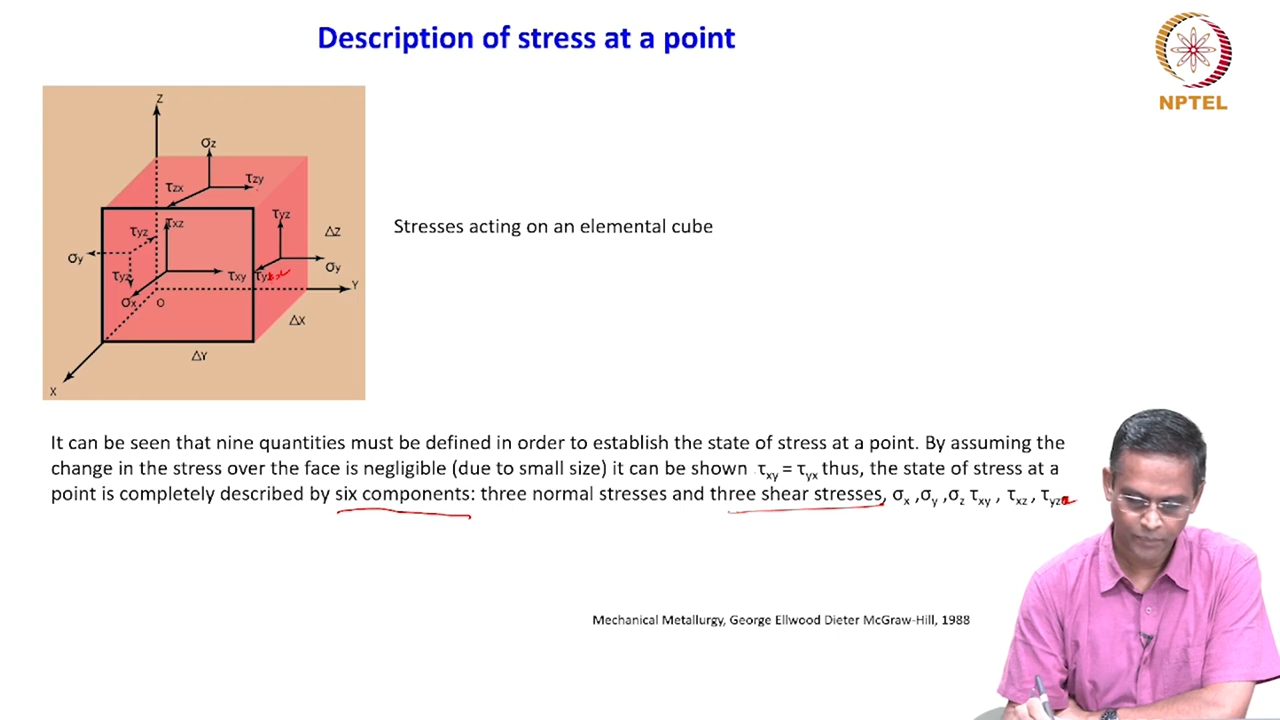 Description of stress at a point
NPTEL
Z
σz
τzx
τzy
τyz
τxz
τyz
ΔZ
σy
σy
τyz
τxy
τyx
σx
O
Y
ΔX
ΔY
X
Stresses acting on an elemental cube
It can be seen that nine quantities must be defined in order to establish the state of stress at a point. By assuming the
change in the stress over the face is negligible (due to small size) it can be shown τxy = τyx thus, the state of stress at a
point is completely described by six components: three normal stresses and three shear stresses, σx ,σy ,σz τxy , τxz , τyz
Mechanical Metallurgy, George Ellwood Dieter McGraw-Hill, 1988